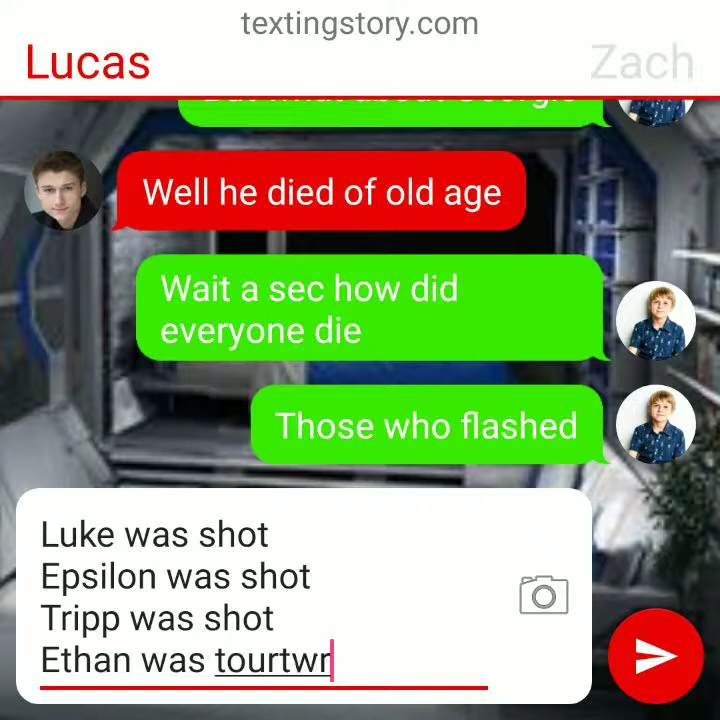 textingstory.com
Lucas
Zach
Well he died of old age
Wait a sec how did
everyone die
Those who flashed
Luke was shot
Epsilon was shot
Tripp was shot
Ethan was tourtwr